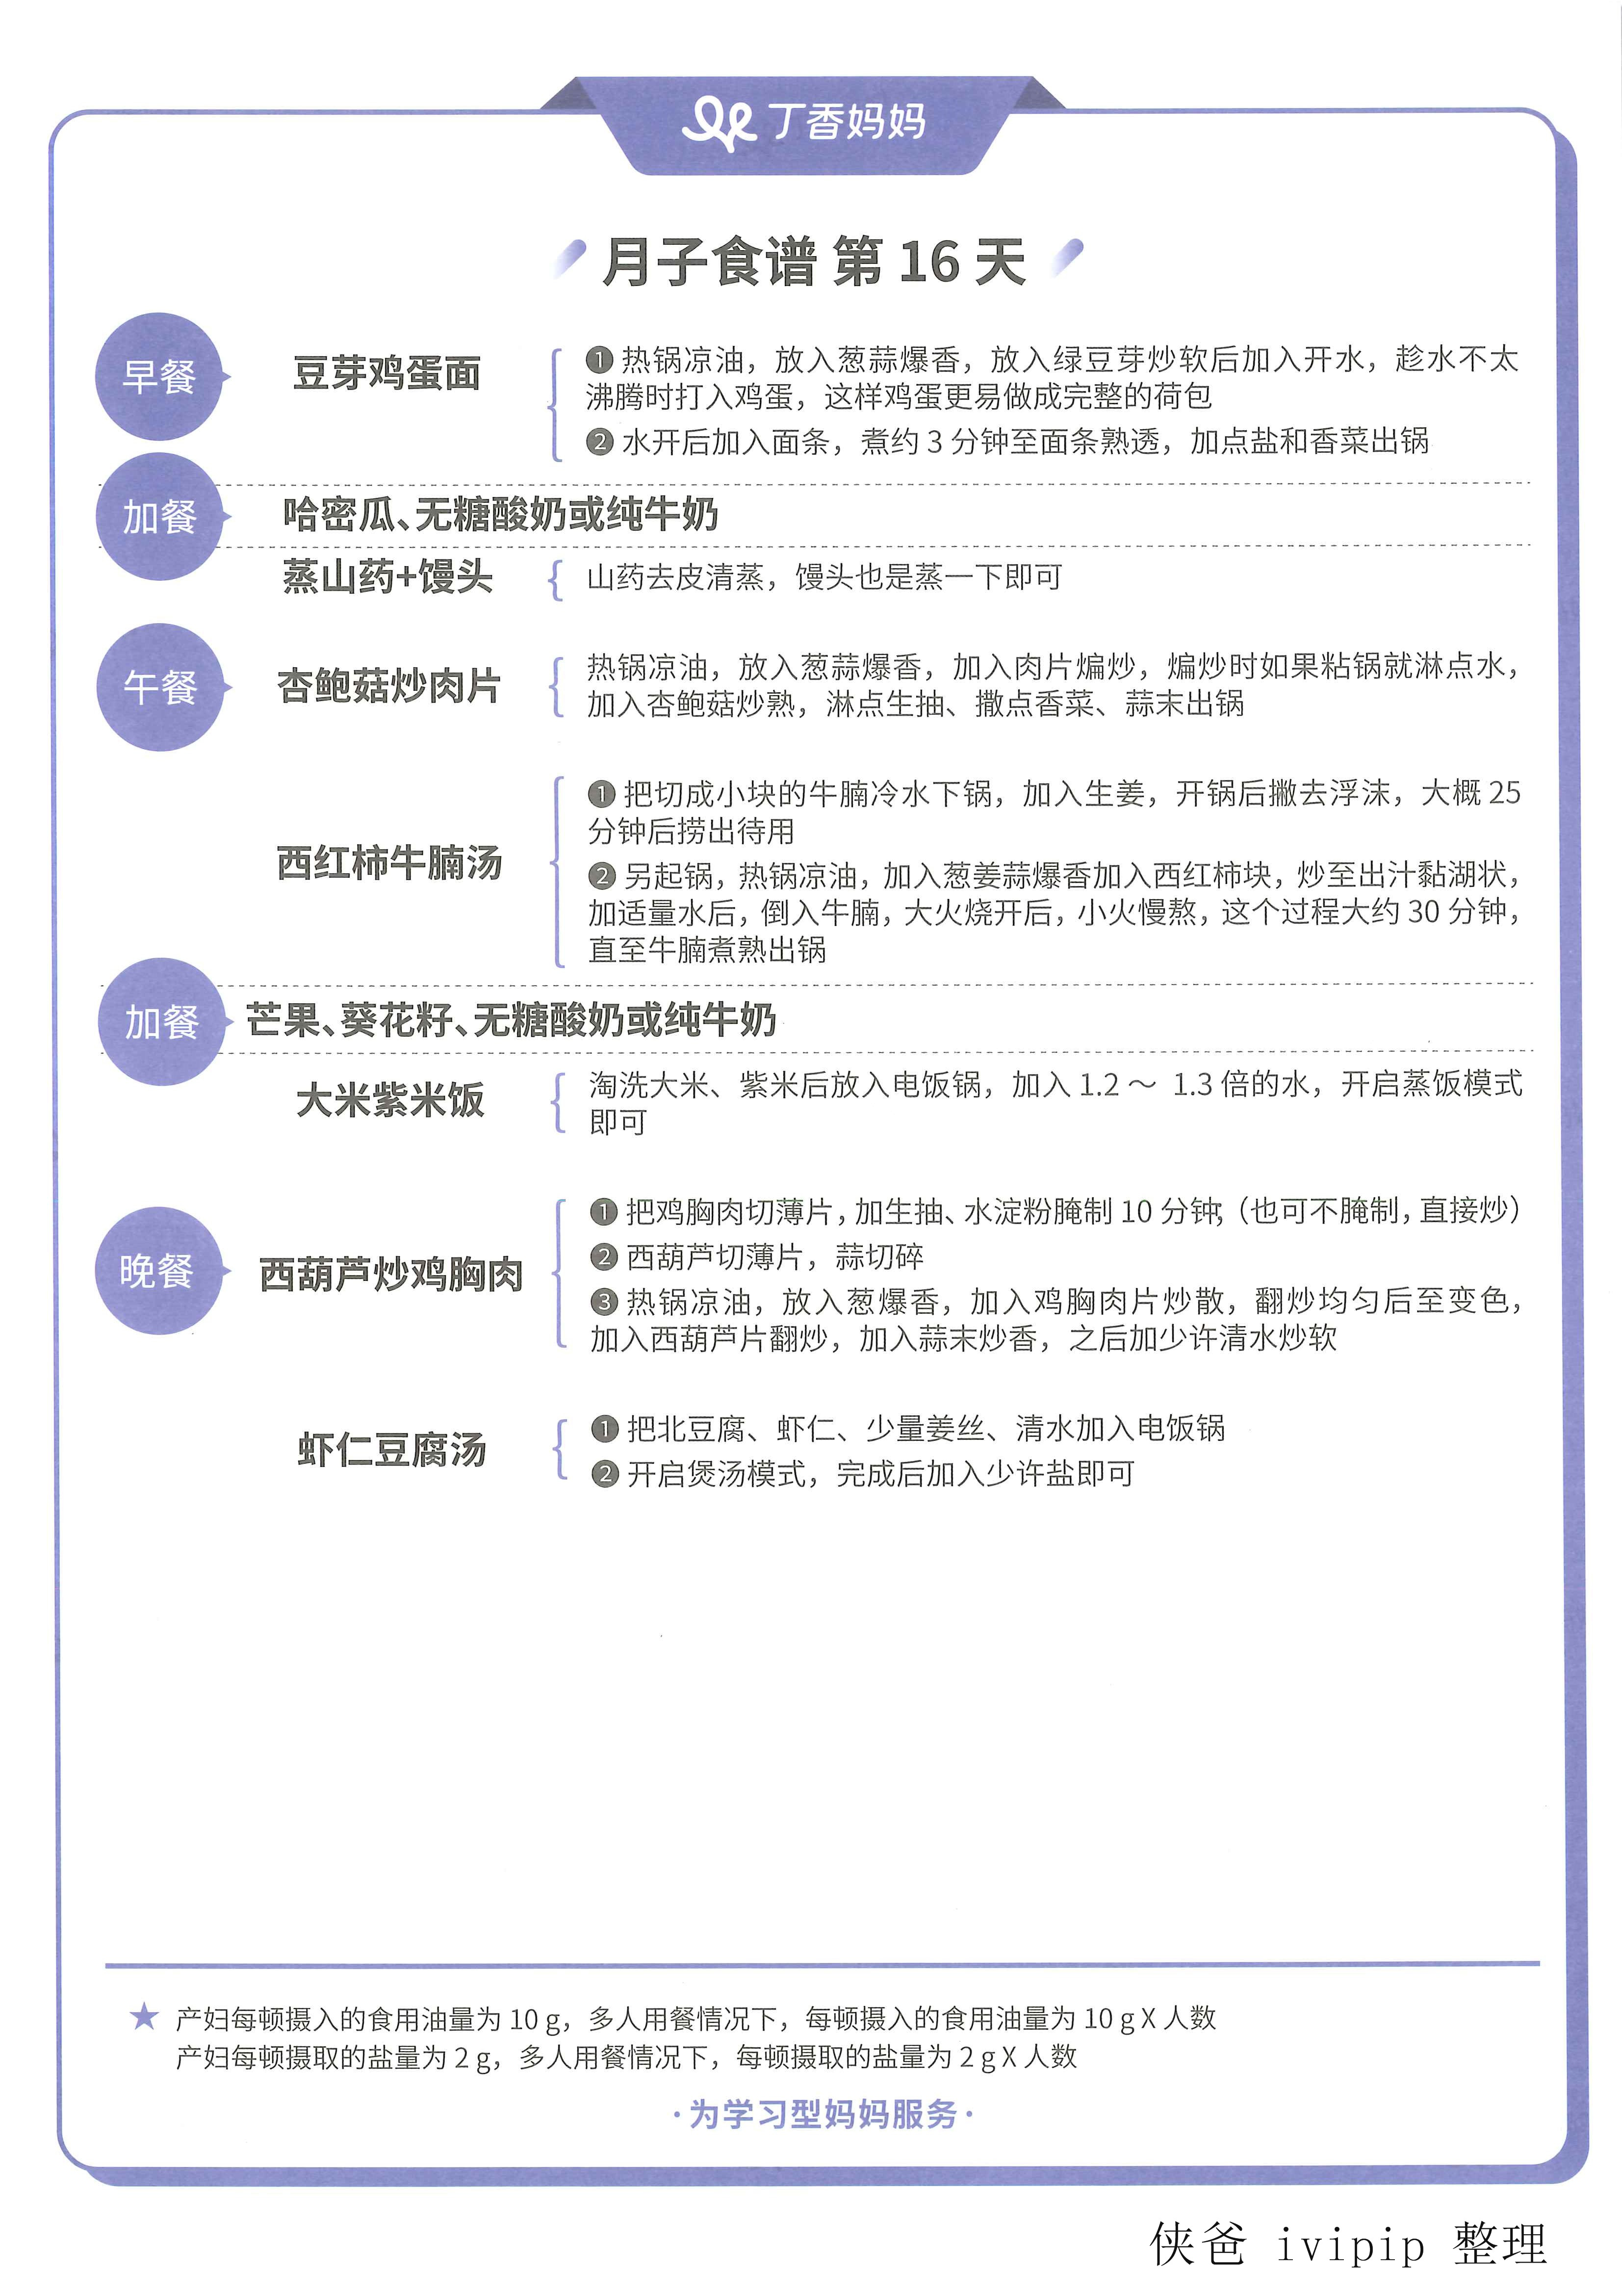 丁香妈妈
月子食谱 第 16 天
早餐
豆芽鸡蛋面
❶ 热锅凉油，放入葱蒜爆香，放入绿豆芽炒软后加入开水，趁水不太
沸腾时打入鸡蛋，这样鸡蛋更易做成完整的荷包
❷ 水开后加入面条，煮约 3 分钟至面条熟透，加点盐和香菜出锅
加餐
哈密瓜、无糖酸奶或纯牛奶
蒸山药+馒头
山药去皮清蒸，馒头也是蒸一下即可
午餐
杏鲍菇炒肉片
热锅凉油，放入葱蒜爆香，加入肉片煸炒，煸炒时如果粘锅就淋点水，
加入杏鲍菇炒熟，淋点生抽、撒点香菜、蒜末出锅
西红柿牛腩汤
❶ 把切成小块的牛腩冷水下锅，加入生姜，开锅后撇去浮沫，大概 25
分钟后捞出待用
❷ 另起锅，热锅凉油，加入葱姜蒜爆香加入西红柿块，炒至出汁黏湖状，
加适量水后，倒入牛腩，大火烧开后，小火慢熬，这个过程大约 30 分钟，
直至牛腩煮熟出锅
加餐
芒果、葵花籽、无糖酸奶或纯牛奶
大米紫米饭
淘洗大米、紫米后放入电饭锅，加入 1.2 ～ 1.3 倍的水，开启蒸饭模式
即可
晚餐
西葫芦炒鸡胸肉
❶ 把鸡胸肉切薄片，加生抽、水淀粉腌制 10 分钟；（也可不腌制，直接炒）
❷ 西葫芦切薄片，蒜切碎
❸ 热锅凉油，放入葱爆香，加入鸡胸肉片炒散，翻炒均匀后至变色，
加入西葫芦片翻炒，加入蒜末炒香，之后加少许清水炒软
虾仁豆腐汤
❶ 把北豆腐、虾仁、少量姜丝、清水加入电饭锅
❷ 开启煲汤模式，完成后加入少许盐即可
★ 产妇每顿摄入的食用油量为 10 g，多人用餐情况下，每顿摄入的食用油量为 10 g X 人数
产妇每顿摄取的盐量为 2 g，多人用餐情况下，每顿摄取的盐量为 2 g X 人数
·为学习型妈妈服务·
侠爸 ivipip 整理